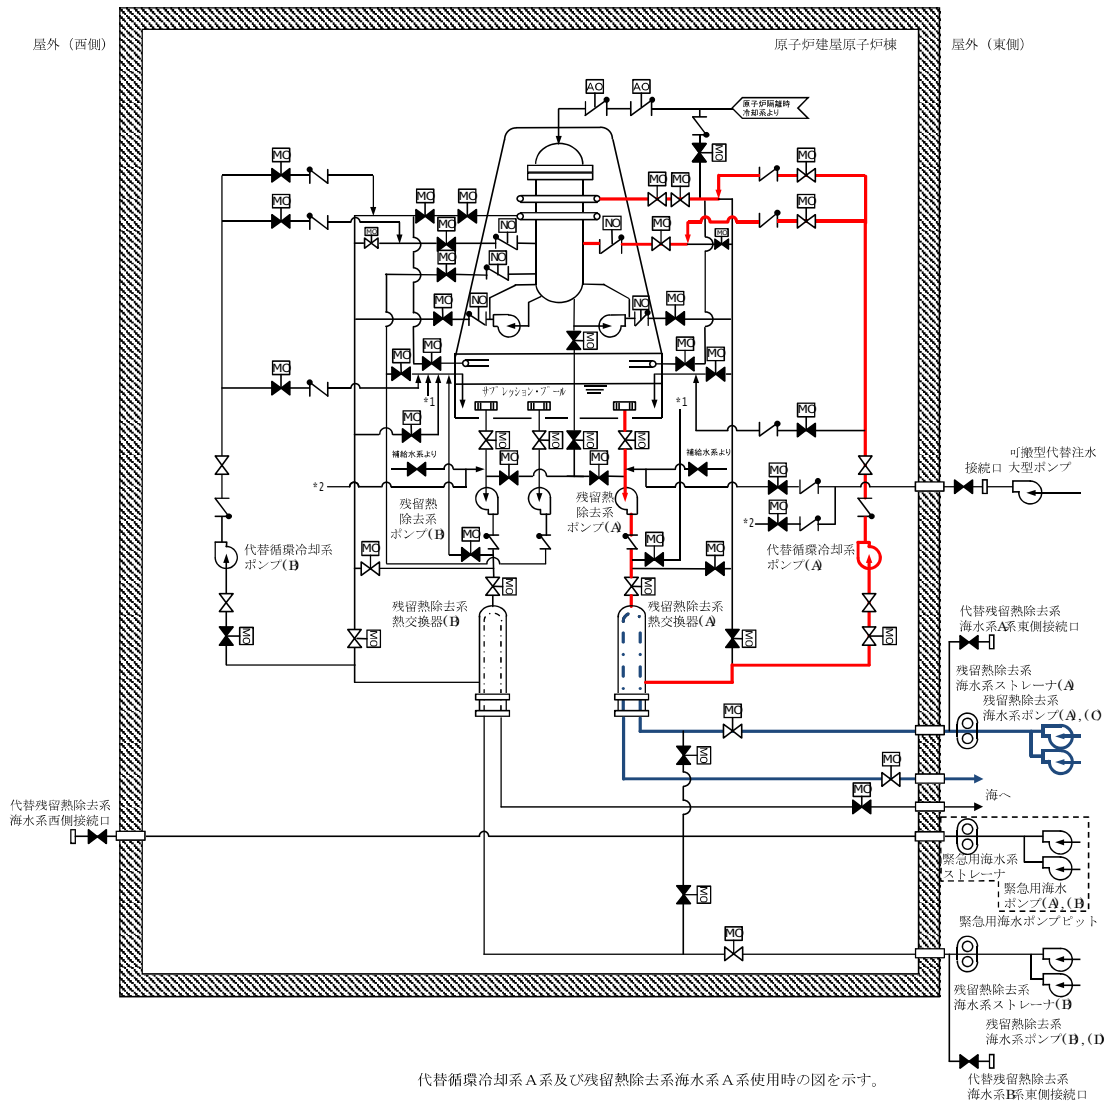 屋外（西側）
原子炉建屋原子炉棟
屋外（東側）
AO
AO
原子炉隔離時
冷却系より
MO
MO
MO
MO
MO
MO
MO
MO
MO
MO
MO
MO
NO
NO
MO
MO
MO
NO
MO
NO
NO
MO
MO
MO
MO
MO
MO
MO
サプレッション・プール
*1
*1
MO
MO
MO
MO
MO
MO
補給水系より
補給水系より
MO
MO
MO
*2
*2
MO
可搬型代替注水
大型ポンプ
接続口
残留熱
除去系
ポンプ(B)
残留熱
除去系
ポンプ(A)
代替循環冷却系
ポンプ(B)
代替循環冷却系
ポンプ(A)
MO
MO
MO
MO
MO
MO
残留熱除去系
熱交換器(B)
残留熱除去系
熱交換器(A)
MO
MO
MO
MO
代替残留熱除去系
海水系A系東側接続口
残留熱除去系
海水系ストレーナ(A)
残留熱除去系
海水系ポンプ(A),(C)
MO
MO
MO
MO
海へ
代替残留熱除去系
海水系西側接続口
緊急用海水系
ストレーナ
緊急用海水
ポンプ(A),(B)
緊急用海水ポンプピット
MO
MO
残留熱除去系
海水系ストレーナ(B)
残留熱除去系
海水系ポンプ(B),(D)
代替残留熱除去系
海水系B系東側接続口
代替循環冷却系Ａ系及び残留熱除去系海水系Ａ系使用時の図を示す。